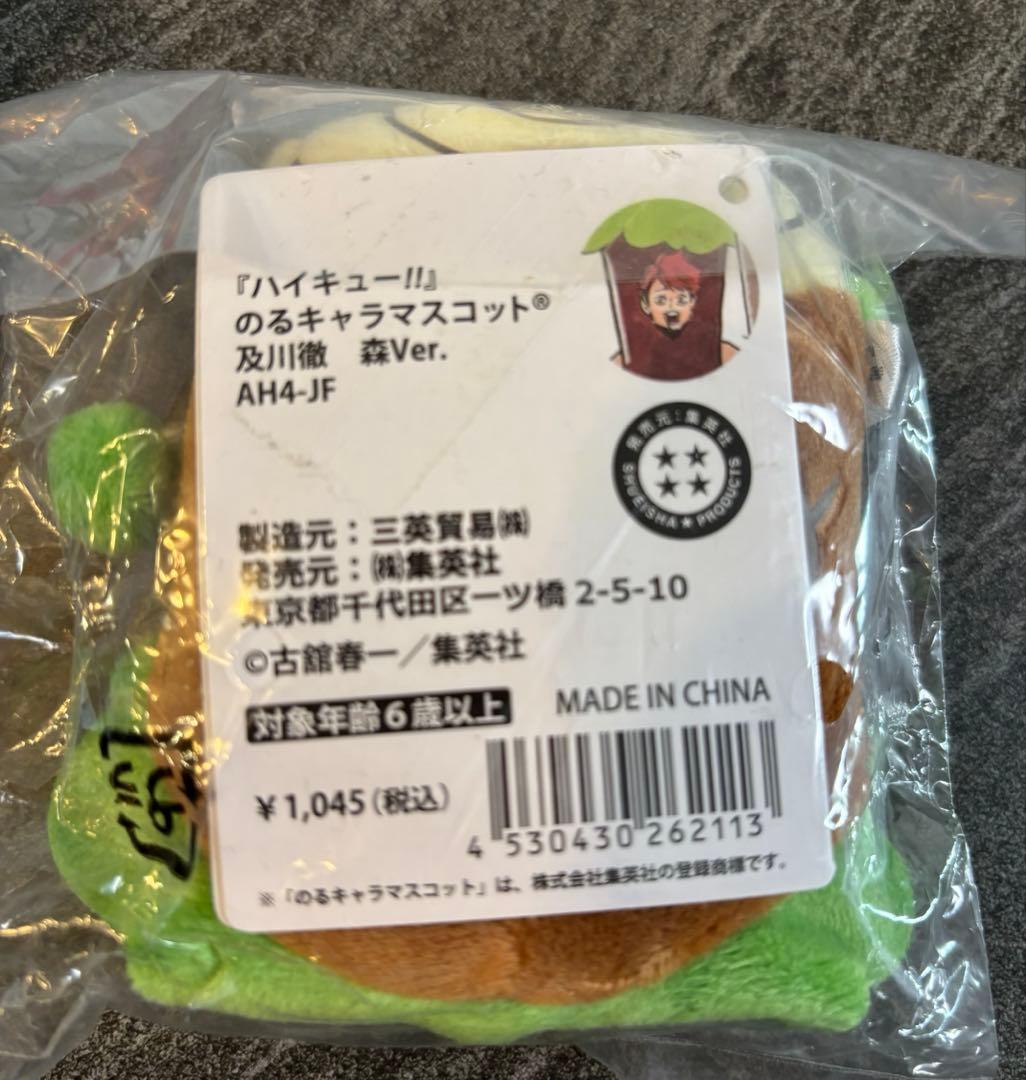 『ハイキュー!!』
のるキャラマスコット®
及川徹 森Ver.
AH4-JF
発売元:集英社
SHUEISHA★PRODUCTS
製造元:三英貿易㈱
発売元:㈱集英社
東京都千代田区一ツ橋 2-5-10
©古舘春一/集英社
対象年齢6歳以上
MADE IN CHINA
¥1,045(税込)
4 530430 262113
※「のるキャラマスコット」は、株式会社集英社の登録商標です。